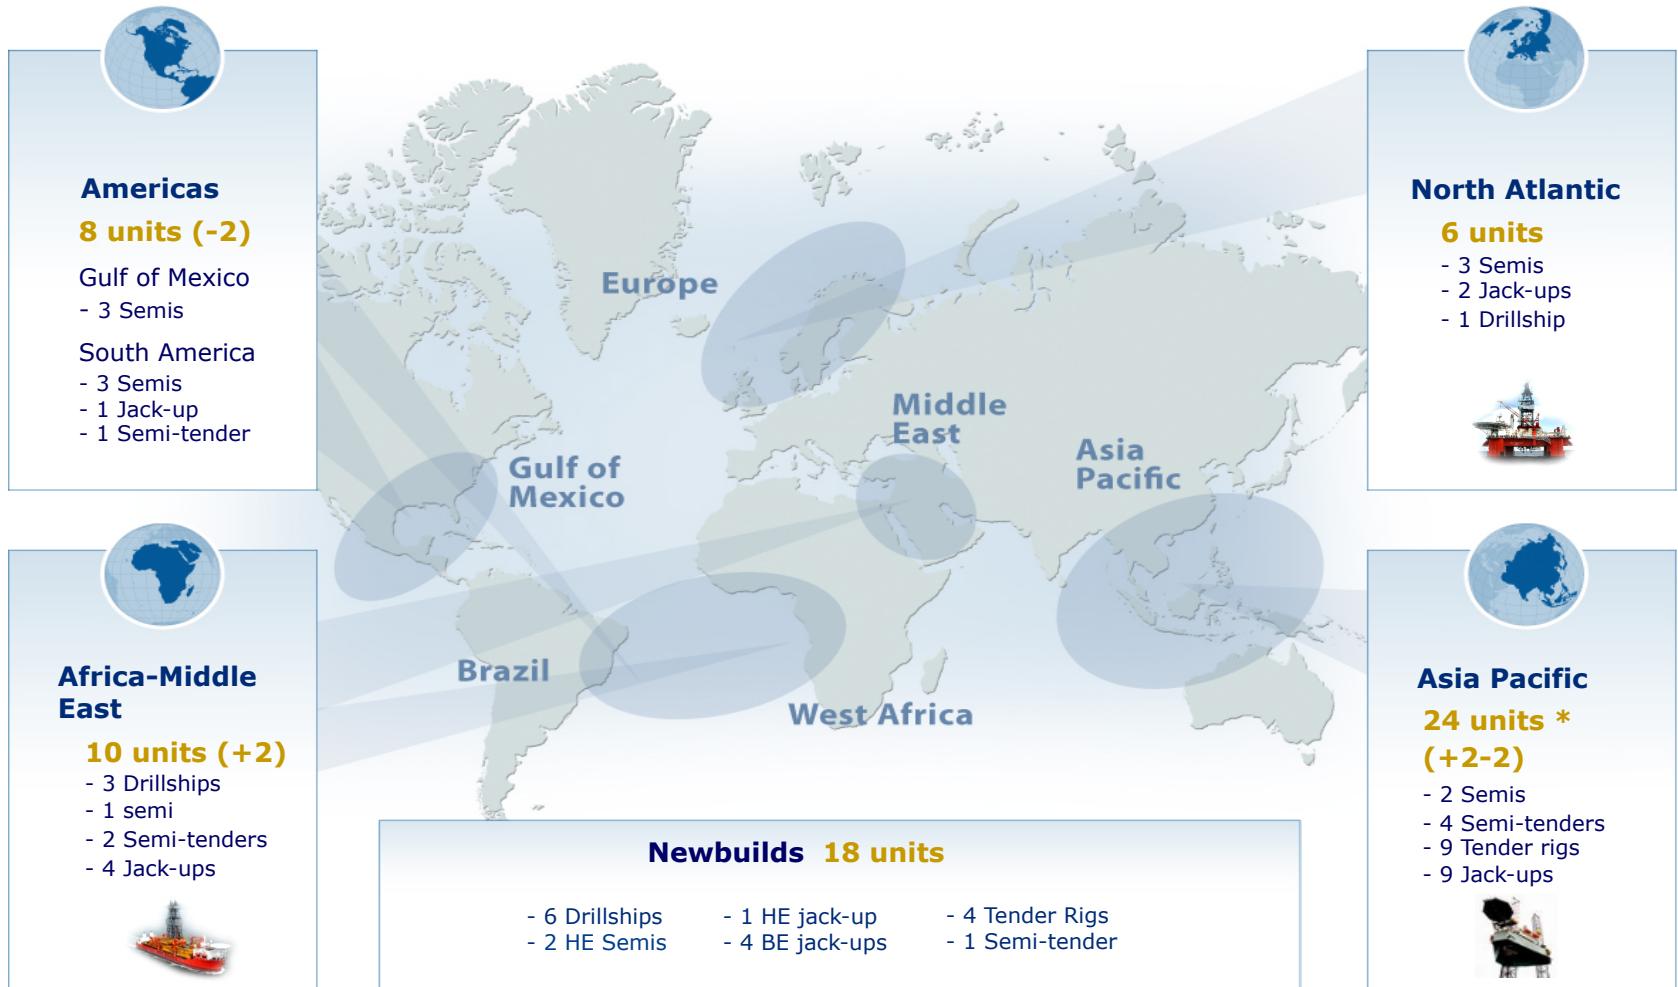 Americas
8 units (-2)
Gulf of Mexico
- 3 Semis
South America
- 3 Semis
- 1 Jack-up
- 1 Semi-tender
North Atlantic
6 units
- 3 Semis
- 2 Jack-ups
- 1 Drillship
Europe
Middle
East
Asia
Pacific
Gulf of
Mexico
Brazil
West Africa
Africa-Middle
East
10 units (+2)
- 3 Drillships
- 1 semi
- 2 Semi-tenders
- 4 Jack-ups
Asia Pacific
24 units *
(+2-2)
- 2 Semis
- 4 Semi-tenders
- 9 Tender rigs
- 9 Jack-ups
Newbuilds 18 units
- 6 Drillships
- 2 HE Semis
- 1 HE jack-up
- 4 BE jack-ups
- 4 Tender Rigs
- 1 Semi-tender